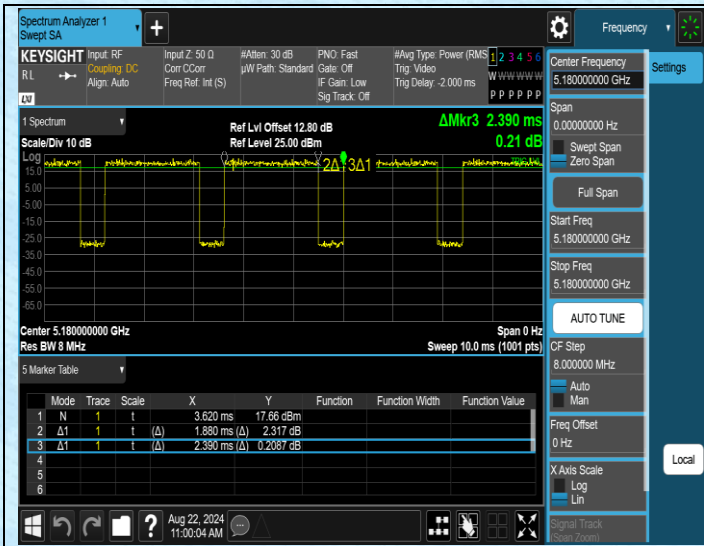 Spectrum Analyzer 1
Swept SA
Frequency
KEYSIGHT
RL
LXI
Input: RF
Coupling: DC
Align: Auto
Input Z: 50 Ω
Corr CCorr
Freq Ref: Int (S)
#Atten: 30 dB
µW Path: Standard
PNO: Fast
Gate: Off
IF Gain: Low
Sig Track: Off
#Avg Type: Power (RMS
Trig: Video
Trig Delay: -2.000 ms
1 2 3 4 5 6
W W W W W W
P P P P P P
Center Frequency
5.180000000 GHz
Settings
Span
0.00000000 Hz
Swept Span
Zero Span
Full Span
Start Freq
5.180000000 GHz
Stop Freq
5.180000000 GHz
AUTO TUNE
CF Step
8.000000 MHz
Auto
Man
Freq Offset
0 Hz
X Axis Scale
Log
Lin
Signal Track
(Span Zoom)
Local
1 Spectrum
Scale/Div 10 dB
Ref Lvl Offset 12.80 dB
Ref Level 25.00 dBm
ΔMkr3 2.390 ms
0.21 dB
Log
15.0
5.00
-5.00
-15.0
-25.0
-35.0
-45.0
-55.0
-65.0
1
2Δ1
3Δ1
Center 5.180000000 GHz
Res BW 8 MHz
Span 0 Hz
Sweep 10.0 ms (1001 pts)
5 Marker Table
Mode Trace Scale X Y Function Function Width Function Value
1 N 1 t 3.620 ms 17.66 dBm
2 Δ1 1 t (Δ) 1.880 ms (Δ) 2.317 dB
3 Δ1 1 t (Δ) 2.390 ms (Δ) 0.2087 dB
4
5
6
?
Aug 22, 2024
11:00:04 AM